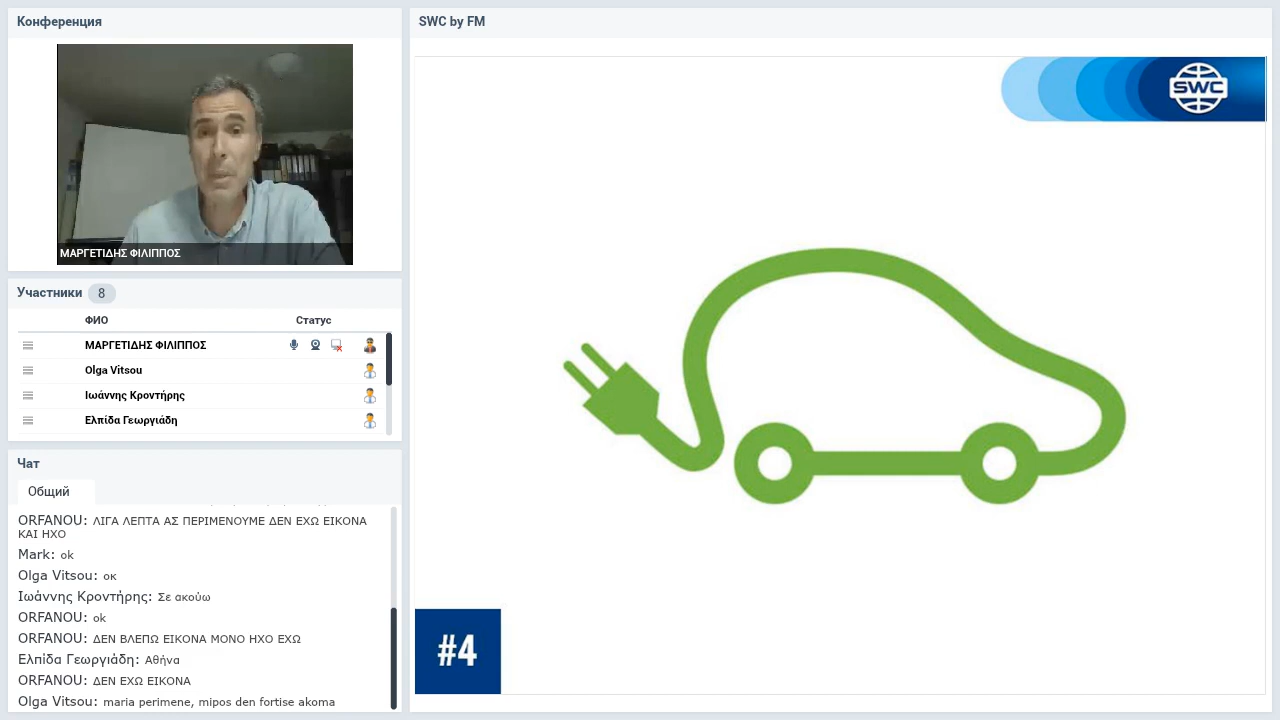 Конференция
ΜΑΡΓΕΤΙΔΗΣ ΦΙΛΙΠΠΟΣ
Участники 8
ФИО Статус
ΜΑΡΓΕΤΙΔΗΣ ΦΙΛΙΠΠΟΣ
Olga Vitsou
Ιωάννης Κροντήρης
Ελπίδα Γεωργιάδη
Чат
Общий
ORFANOU: ΛΙΓΑ ΛΕΠΤΑ ΑΣ ΠΕΡΙΜΕΝΟΥΜΕ ΔΕΝ ΕΧΩ ΕΙΚΟΝΑ
ΚΑΙ ΗΧΟ
Mark: ok
Olga Vitsou: οκ
Ιωάννης Κροντήρης: Σε ακούω
ORFANOU: ok
ORFANOU: ΔΕΝ ΒΛΕΠΩ ΕΙΚΟΝΑ ΜΟΝΟ ΗΧΟ ΕΧΩ
Ελπίδα Γεωργιάδη: Αθήνα
ORFANOU: ΔΕΝ ΕΧΩ ΕΙΚΟΝΑ
Olga Vitsou: maria perimene, mipos den fortise akoma
SWC by FM
SWC
#4